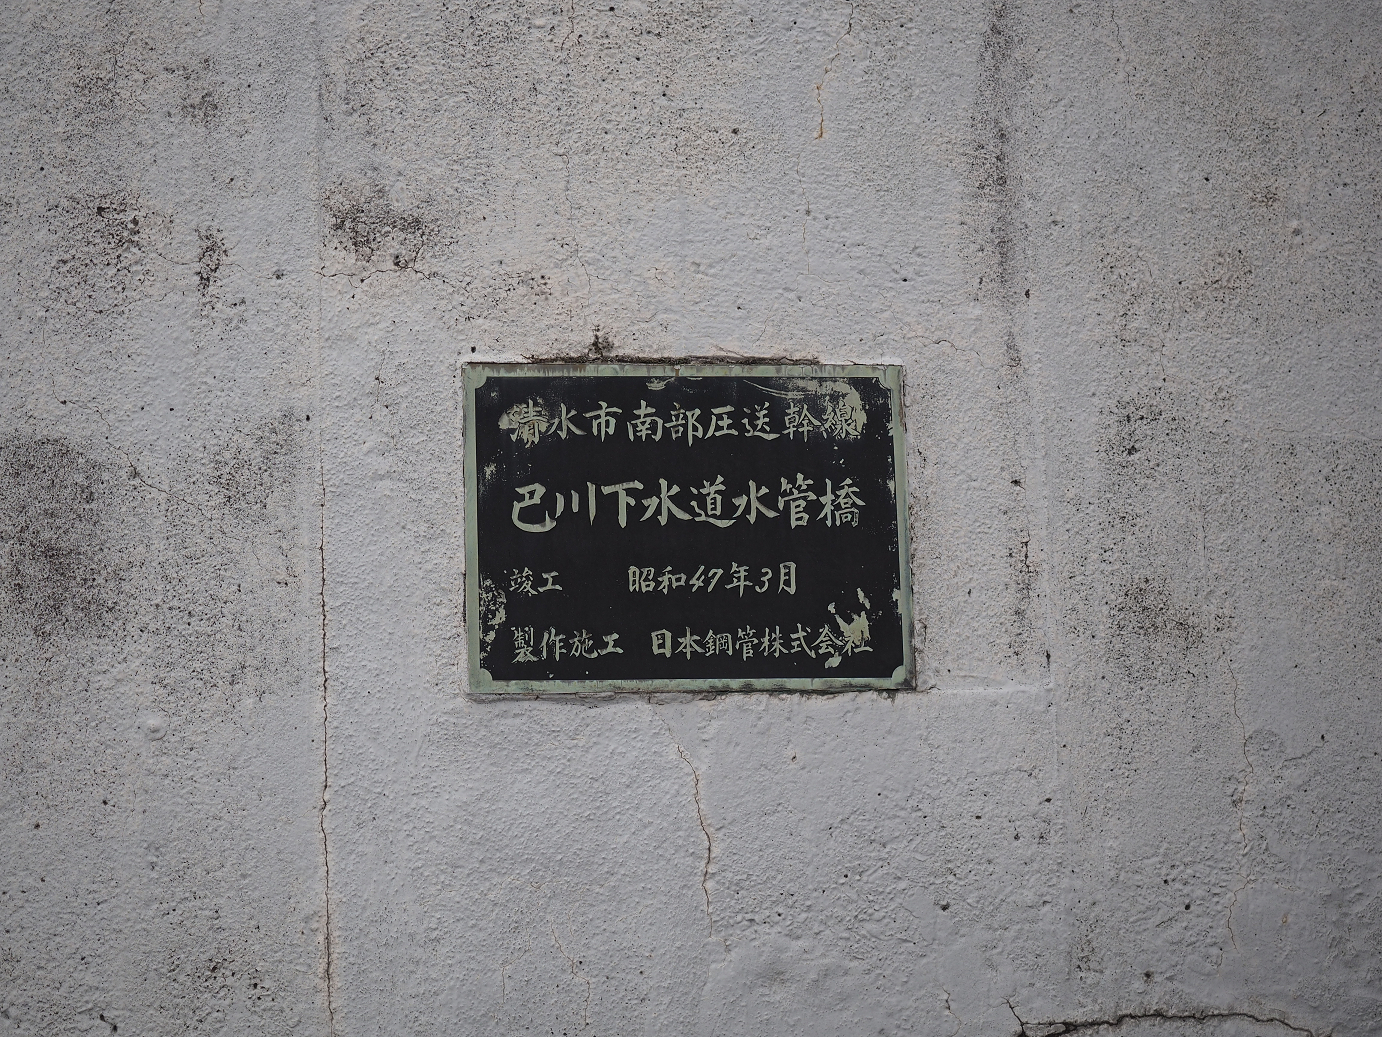 清水市南部圧送幹線
巴川下水道水管橋
竣工 昭和47年3月
製作施工 日本鋼管株式会社